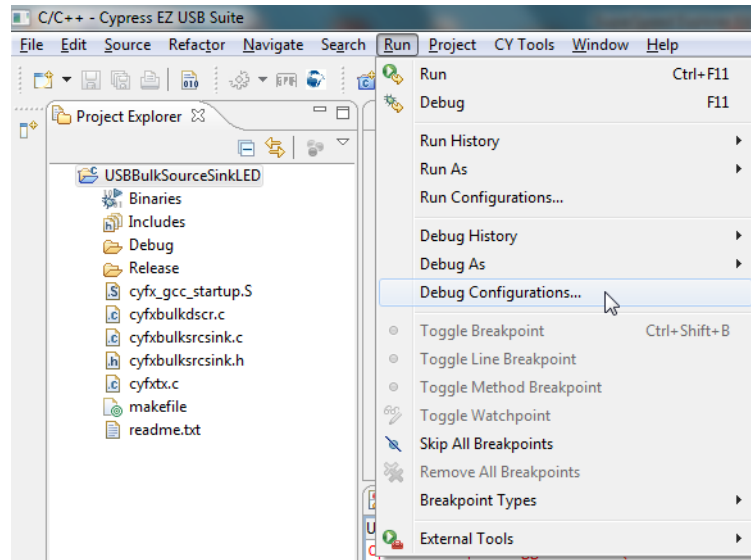 C/C++ - Cypress EZ USB Suite
File Edit Source Refactor Navigate Search Run Project CY Tools Window Help
Project Explorer
USBBulkSourceSinkLED
Binaries
Includes
Debug
Release
cyfx_gcc_startup.S
cyfxbulkdscr.c
cyfxbulksrcsink.c
cyfxbulksrcsink.h
cyfxtx.c
makefile
readme.txt
Run Ctrl+F11
Debug F11
Run History
Run As
Run Configurations...
Debug History
Debug As
Debug Configurations...
Toggle Breakpoint Ctrl+Shift+B
Toggle Line Breakpoint
Toggle Method Breakpoint
Toggle Watchpoint
Skip All Breakpoints
Remove All Breakpoints
Breakpoint Types
External Tools